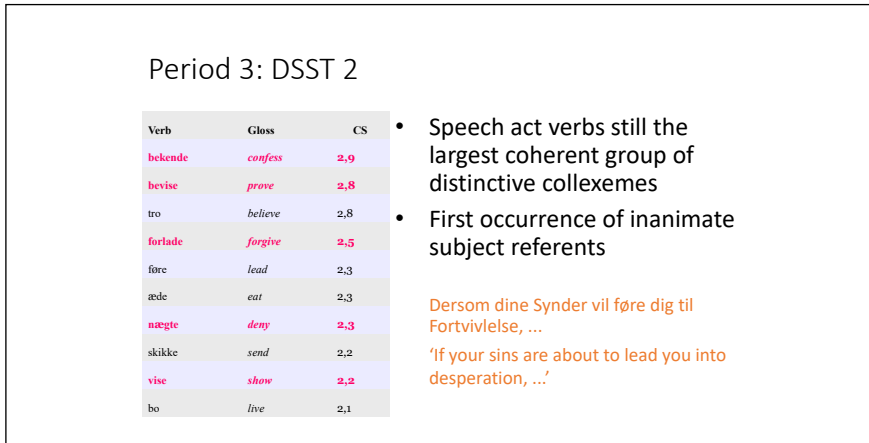 Period 3: DSST 2
Verb Gloss CS
bekende confess 2,9
bevise prove 2,8
tro believe 2,8
forlade forgive 2,5
føre lead 2,3
æde eat 2,3
nægte deny 2,3
skikke send 2,2
vise show 2,2
bo live 2,1
• Speech act verbs still the
largest coherent group of
distinctive collexemes
• First occurrence of inanimate
subject referents
Dersom dine Synder vil føre dig til
Fortvivlelse, ...
‘If your sins are about to lead you into
desperation, ...’